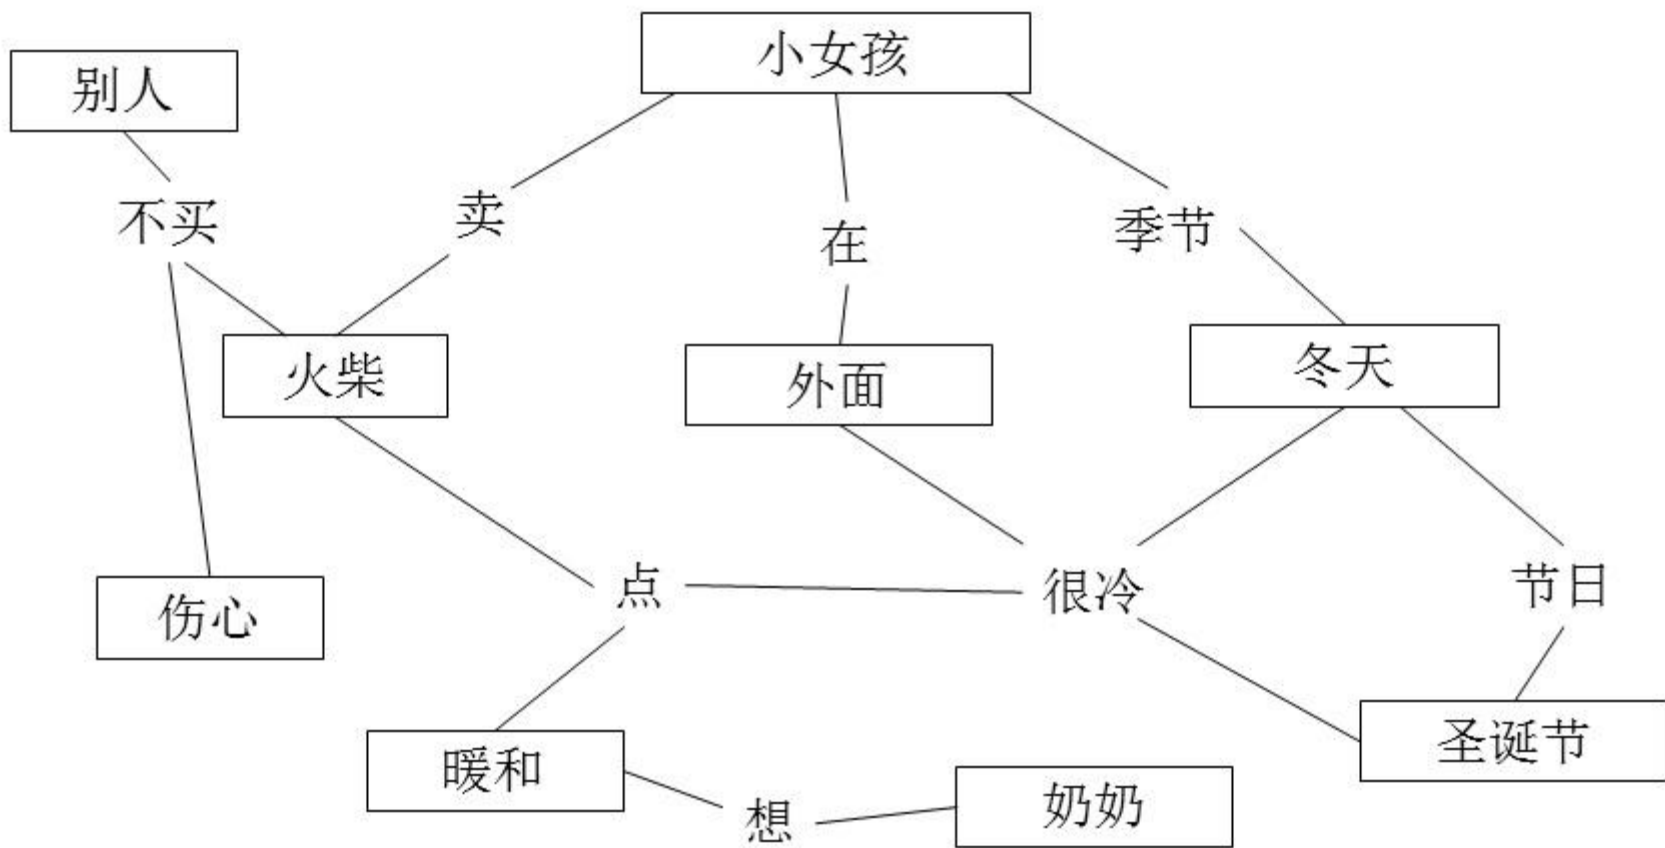 小女孩
别人
不买
卖
在
季节
火柴
外面
冬天
伤心
点
很冷
节日
暖和
圣诞节
想
奶奶